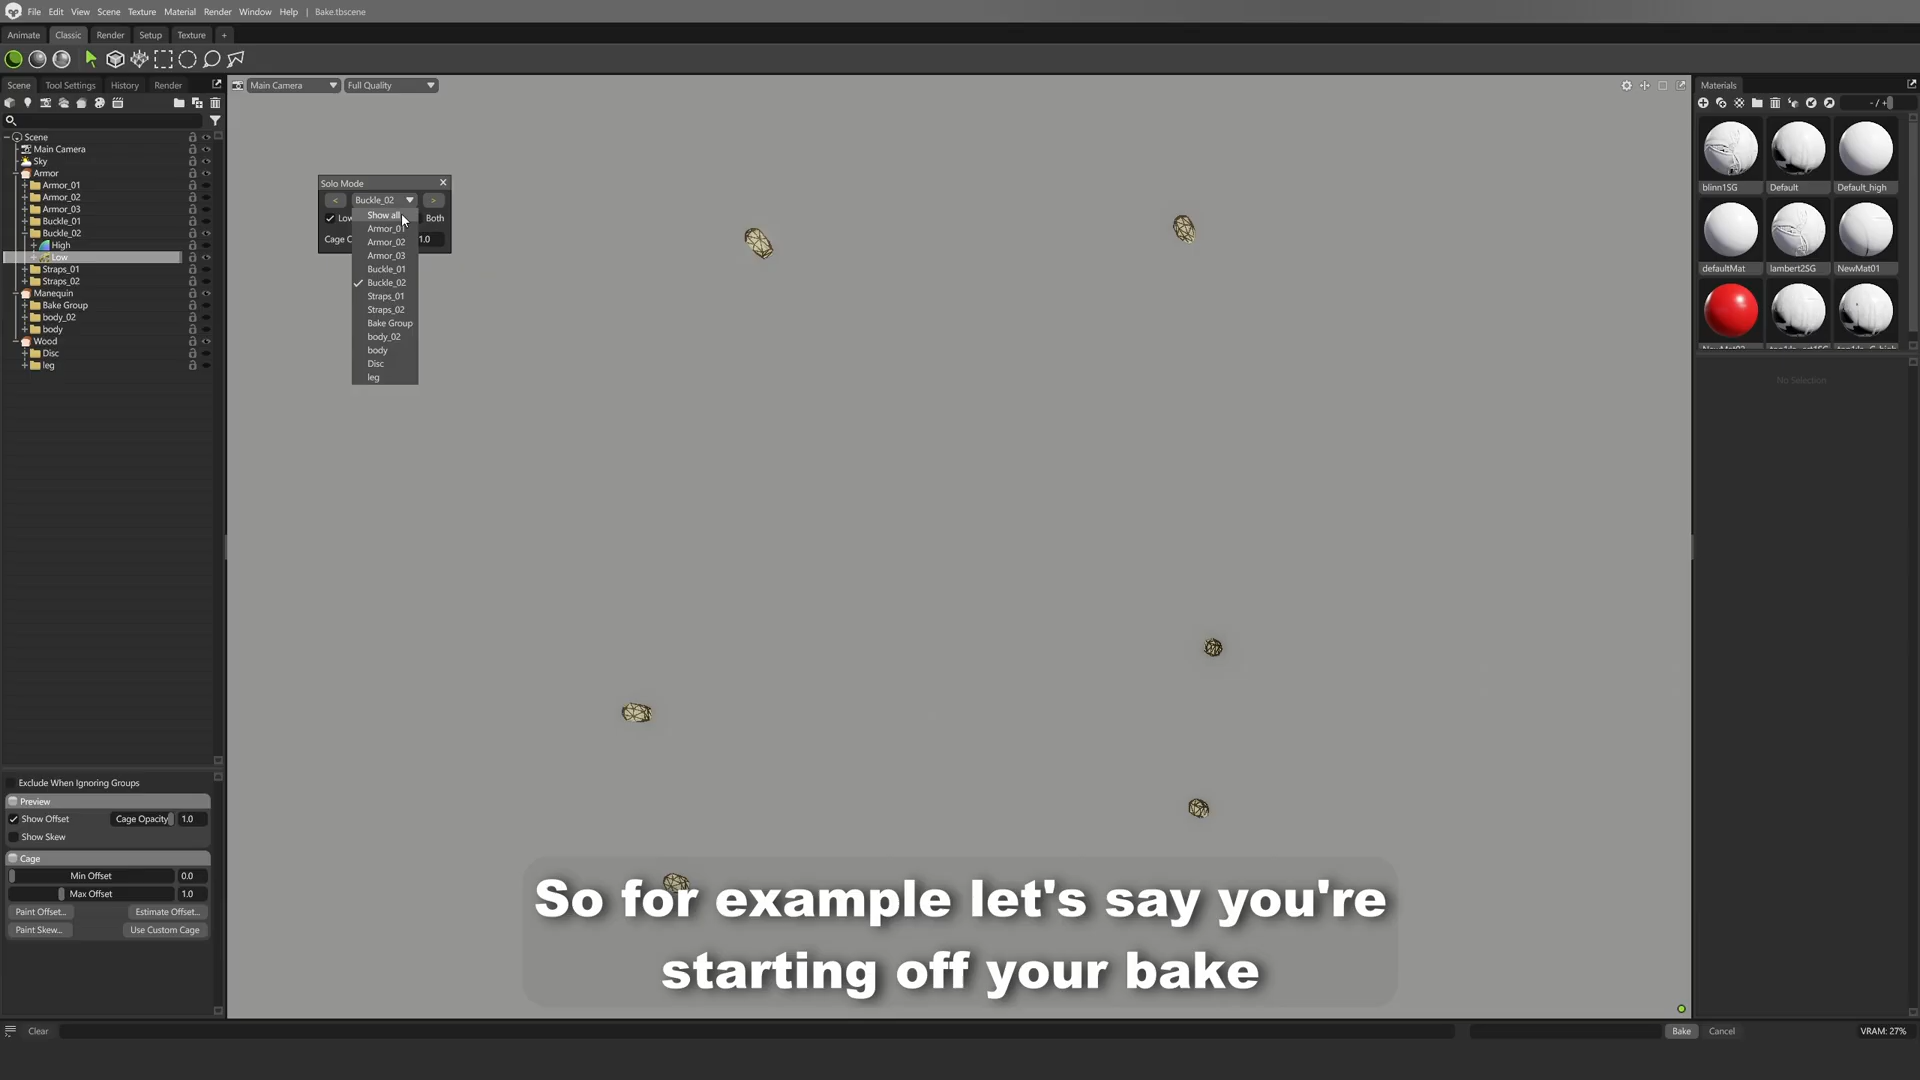 File Edit View Scene Texture Material Render Window Help | Bake.tbscene
Animate Classic Render Setup Texture +
Scene Tool Settings History Render
Main Camera Full Quality
Materials
Scene
Main Camera
Sky
Armor
Armor_01
Armor_02
Armor_03
Buckle_01
Buckle_02
High
Low
Straps_01
Straps_02
Manequin
Bake Group
body_02
body
Wood
Disc
leg
Solo Mode
< Buckle_02 >
Both
1.0
Show all
Armor_01
Armor_02
Armor_03
Buckle_01
Buckle_02
Straps_01
Straps_02
Bake Group
body_02
body
Disc
leg
- / +
blinn1SG Default Default_high
defaultMat lambert2SG NewMat01
No Selection
Exclude When Ignoring Groups
Preview
Show Offset Cage Opacity 1.0
Show Skew
Cage
Min Offset 0.0
Max Offset 1.0
Paint Offset... Estimate Offset...
Paint Skew... Use Custom Cage
So for example let's say you're
starting off your bake
Clear Bake Cancel VRAM: 27%